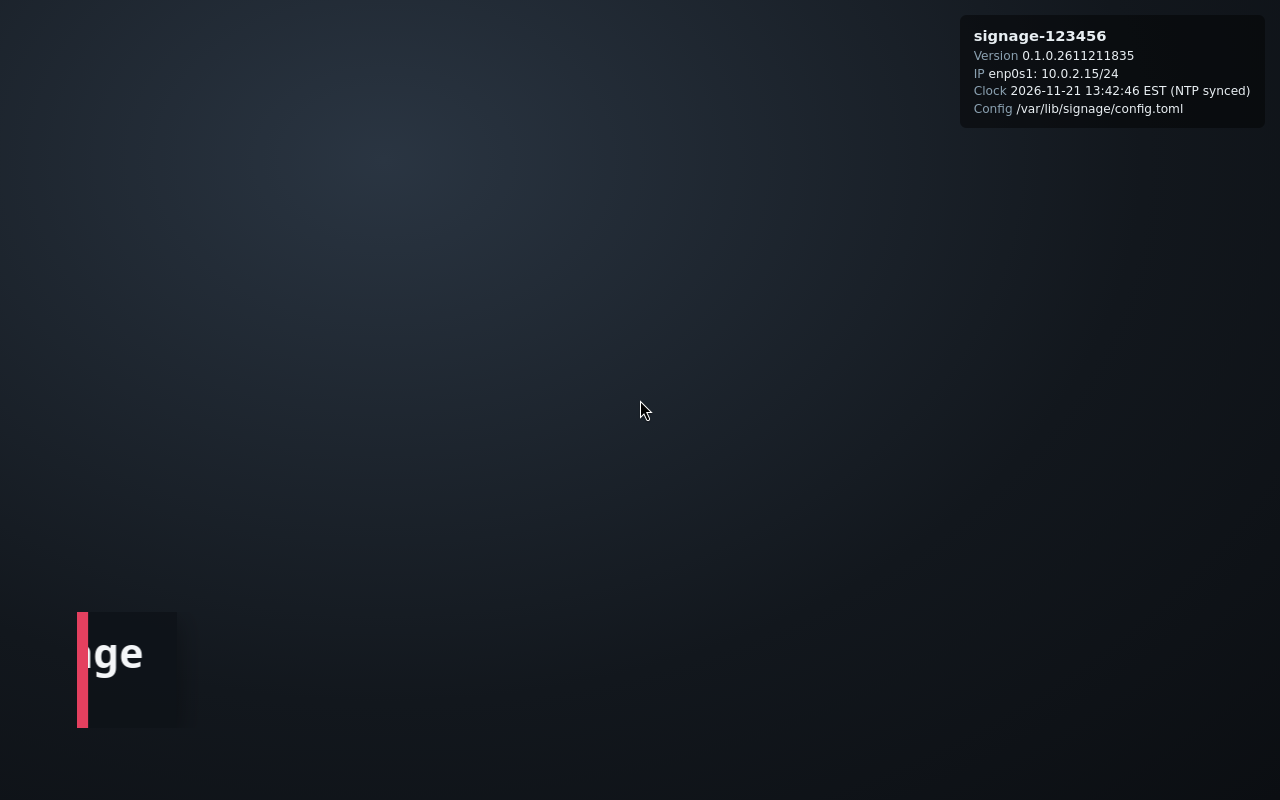 signage-123456
Version 0.1.0.2611211835
IP enp0s1: 10.0.2.15/24
Clock 2026-11-21 13:42:46 EST (NTP synced)
Config /var/lib/signage/config.toml
ge